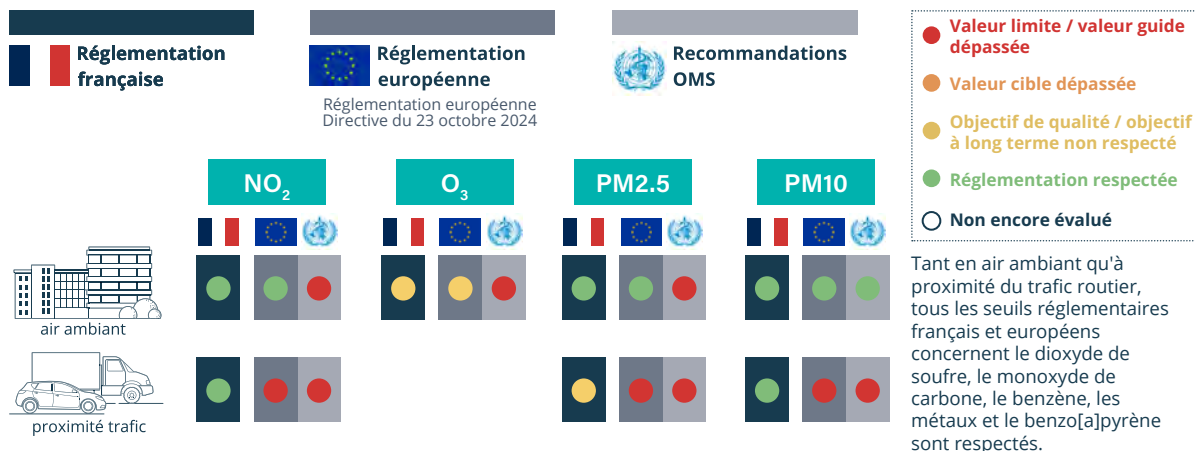 Réglementation
française
Réglementation
européenne
Réglementation européenne
Directive du 23 octobre 2024
Recommandations
OMS
Valeur limite / valeur guide
dépassée
Valeur cible dépassée
Objectif de qualité / objectif
à long terme non respecté
Réglementation respectée
Non encore évalué
NO₂
O₃
PM2.5
PM10
air ambiant
proximité trafic
Tant en air ambiant qu'à
proximité du trafic routier,
tous les seuils réglementaires
français et européens
concernent le dioxyde de
soufre, le monoxyde de
carbone, le benzène, les
métaux et le benzo[a]pyrène
sont respectés.